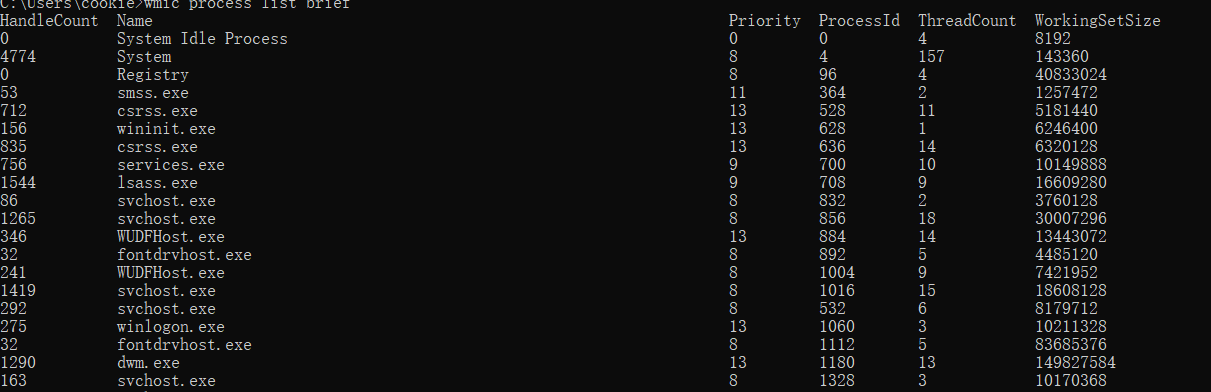 C:\Users\cookie>wmic process list brief
HandleCount  Name  Priority  ProcessId  ThreadCount  WorkingSetSize
0  System Idle Process  0  0  4  8192
4774  System  8  4  157  143360
0  Registry  8  96  4  40833024
53  smss.exe  11  364  2  1257472
712  csrss.exe  13  528  11  5181440
156  wininit.exe  13  628  1  6246400
835  csrss.exe  13  636  14  6320128
756  services.exe  9  700  10  10149888
1544  lsass.exe  9  708  9  16609280
86  svchost.exe  8  832  2  3760128
1265  svchost.exe  8  856  18  30007296
346  WUDFHost.exe  13  884  14  13443072
32  fontdrvhost.exe  8  892  5  4485120
241  WUDFHost.exe  8  1004  9  7421952
1419  svchost.exe  8  1016  15  18608128
292  svchost.exe  8  532  6  8179712
275  winlogon.exe  13  1060  3  10211328
32  fontdrvhost.exe  8  1112  5  83685376
1290  dwm.exe  13  1180  13  149827584
163  svchost.exe  8  1328  3  10170368